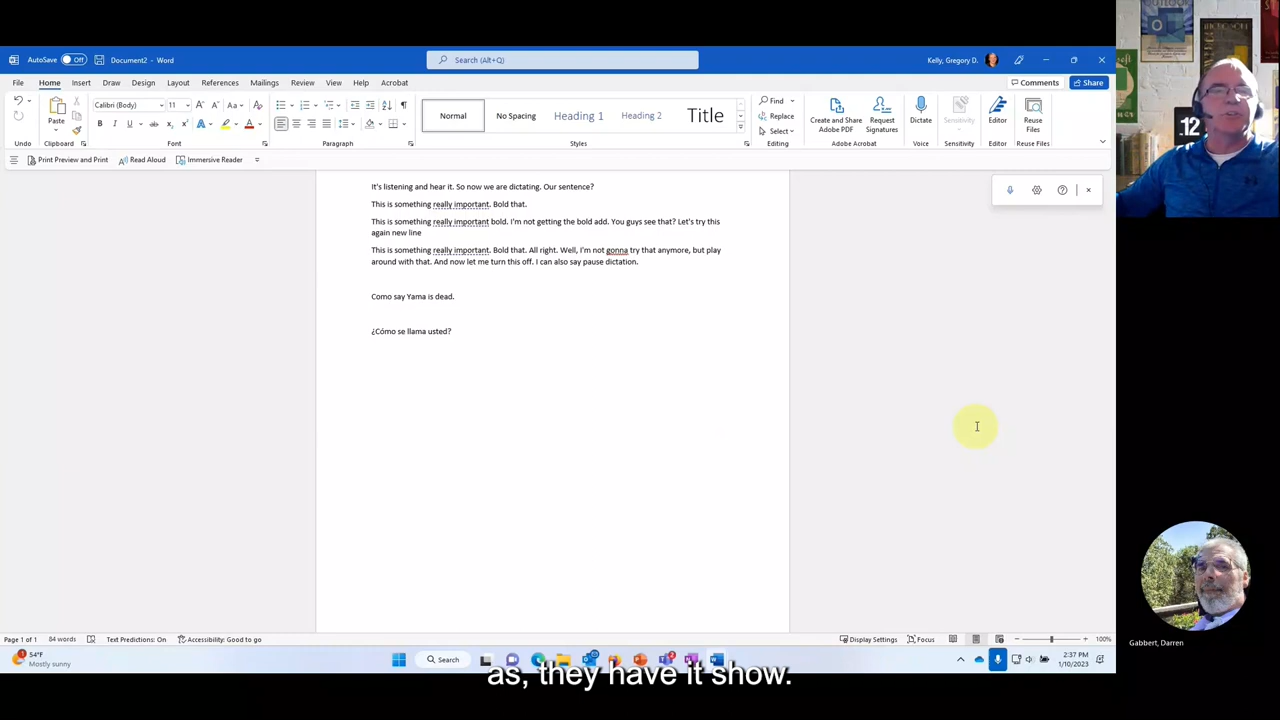 OUTLOOK
MICROSOFT
AutoSave Off Document2 - Word Search (Alt+Q) Kelly, Gregory D.
File Home Insert Draw Design Layout References Mailings Review View Help Acrobat Comments Share
Calibri (Body) 11 Aa
Paste
Normal No Spacing Heading 1 Heading 2 Title
Find
Replace
Select
Create and Share Adobe PDF
Request Signatures
Dictate
Sensitivity
Editor
Reuse Files
12
Undo Clipboard Font Paragraph Styles Editing Adobe Acrobat Voice Sensitivity Editor Reuse Files
Print Preview and Print Read Aloud Immersive Reader
It's listening and hear it. So now we are dictating. Our sentence?
This is something really important. Bold that.
This is something really important bold. I'm not getting the bold add. You guys see that? Let's try this
again new line
This is something really important. Bold that. All right. Well, I'm not gonna try that anymore, but play
around with that. And now let me turn this off. I can also say pause dictation.
Como say Yama is dead.
¿Cómo se llama usted?
Page 1 of 1 84 words Text Predictions: On Accessibility: Good to go Display Settings Focus 100%
Gabbert, Darren
54°F
Mostly sunny
Search
2:37 PM
1/10/2023
as, they have it show.